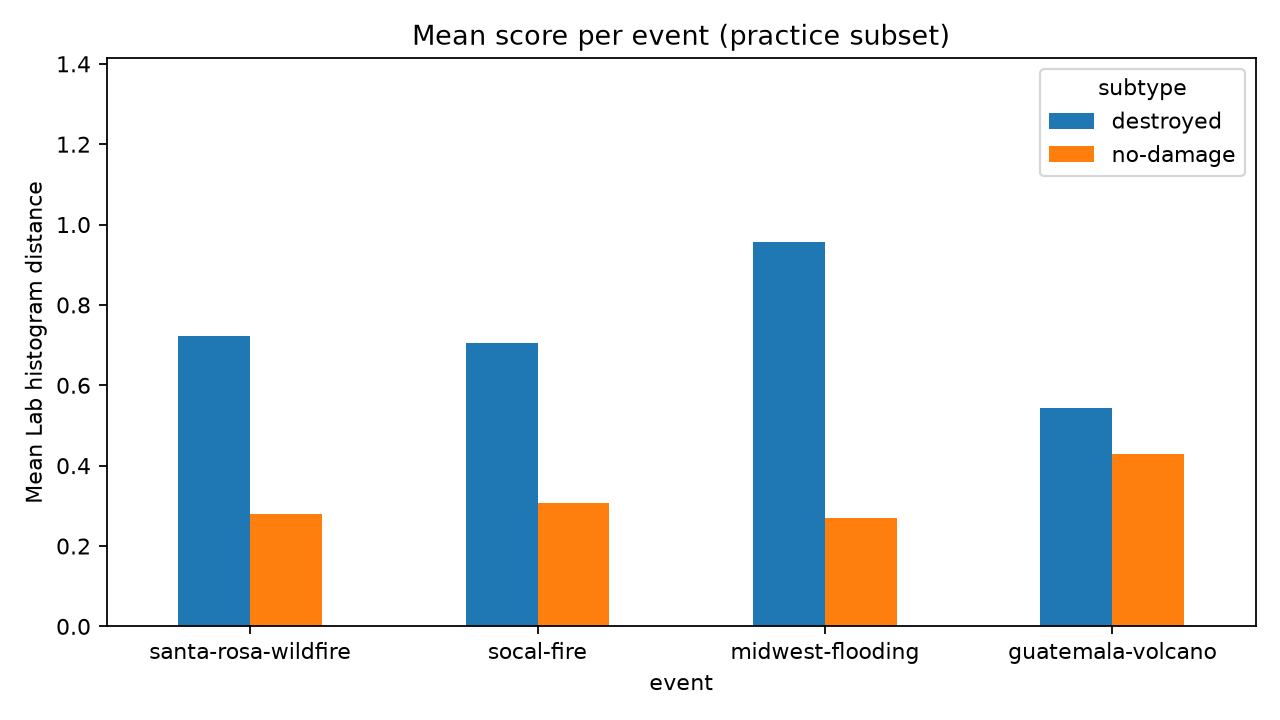 Mean score per event (practice subset)
Mean Lab histogram distance
1.4
1.2
1.0
0.8
0.6
0.4
0.2
0.0
subtype
destroyed
no-damage
santa-rosa-wildfire
socal-fire
midwest-flooding
guatemala-volcano
event